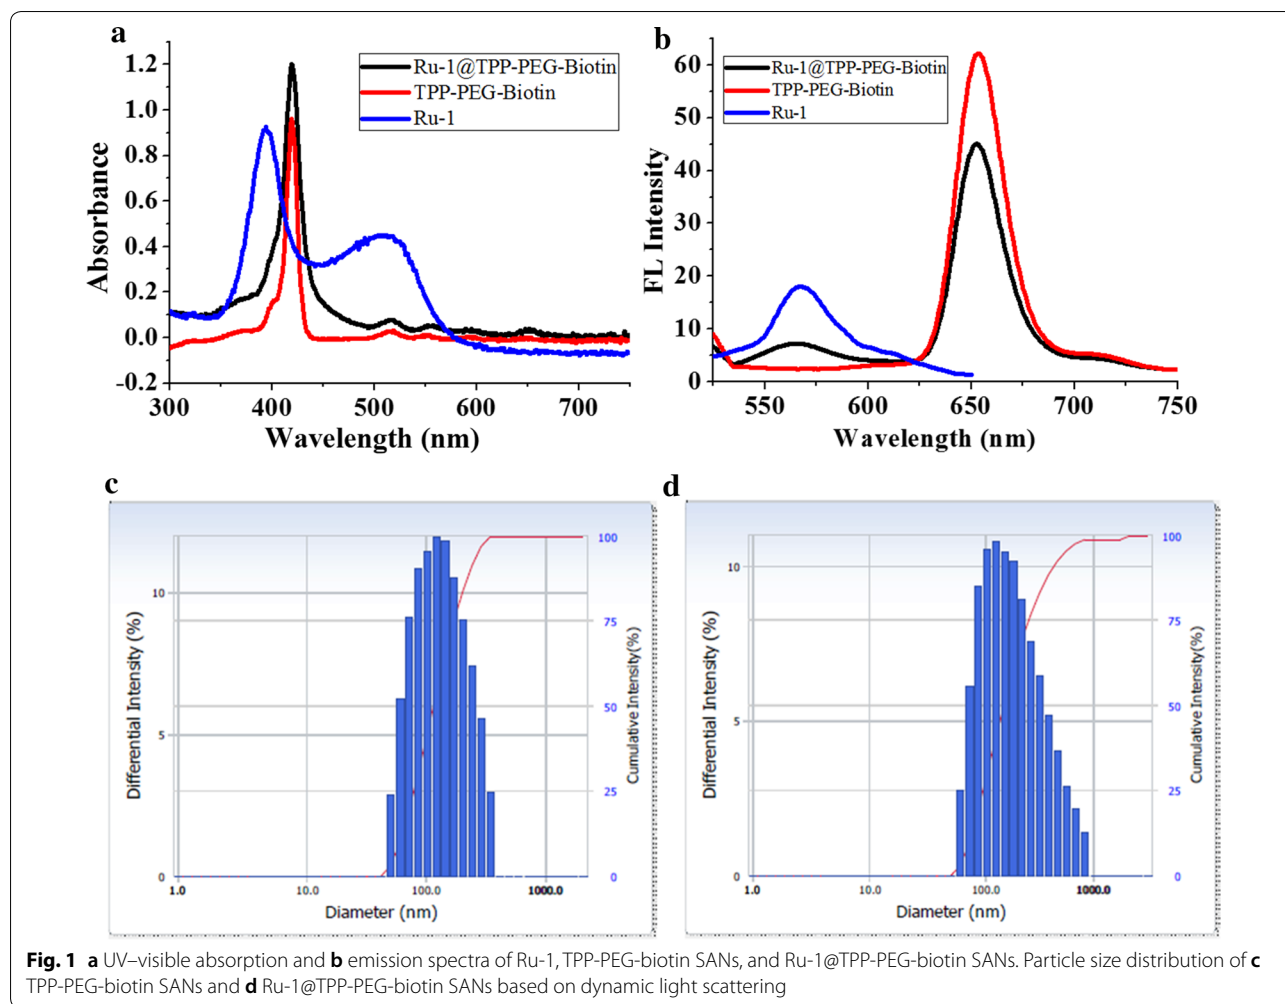 a
Absorbance
1.2
1.0
0.8
0.6
0.4
0.2
0.0
-0.2
Ru-1@TPP-PEG-Biotin
TPP-PEG-Biotin
Ru-1
300 400 500 600 700
Wavelength (nm)
b
FL Intensity
60
50
40
30
20
10
0
Ru-1@TPP-PEG-Biotin
TPP-PEG-Biotin
Ru-1
550 600 650 700 750
Wavelength (nm)
c
Differential Intensity (%)
10
5
0
100
75
50
25
0
Cumulative Intensity(%)
1.0 10.0 100.0 1000.0
Diameter (nm)
d
Differential Intensity (%)
10
5
0
100
75
50
25
0
Cumulative Intensity(%)
1.0 10.0 100.0 1000.0
Diameter (nm)
Fig. 1 a UV–visible absorption and b emission spectra of Ru-1, TPP-PEG-biotin SANs, and Ru-1@TPP-PEG-biotin SANs. Particle size distribution of c
TPP-PEG-biotin SANs and d Ru-1@TPP-PEG-biotin SANs based on dynamic light scattering